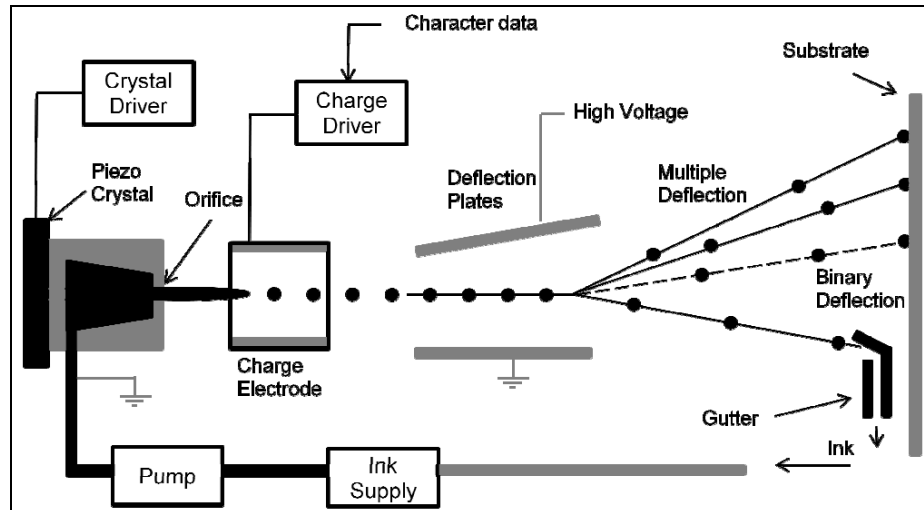 Character data
Substrate
Crystal
Driver
Charge
Driver
High Voltage
Piezo
Crystal
Orifice
Deflection
Plates
Multiple
Deflection
Binary
Deflection
Charge
Electrode
Gutter
Ink
Pump
Ink
Supply